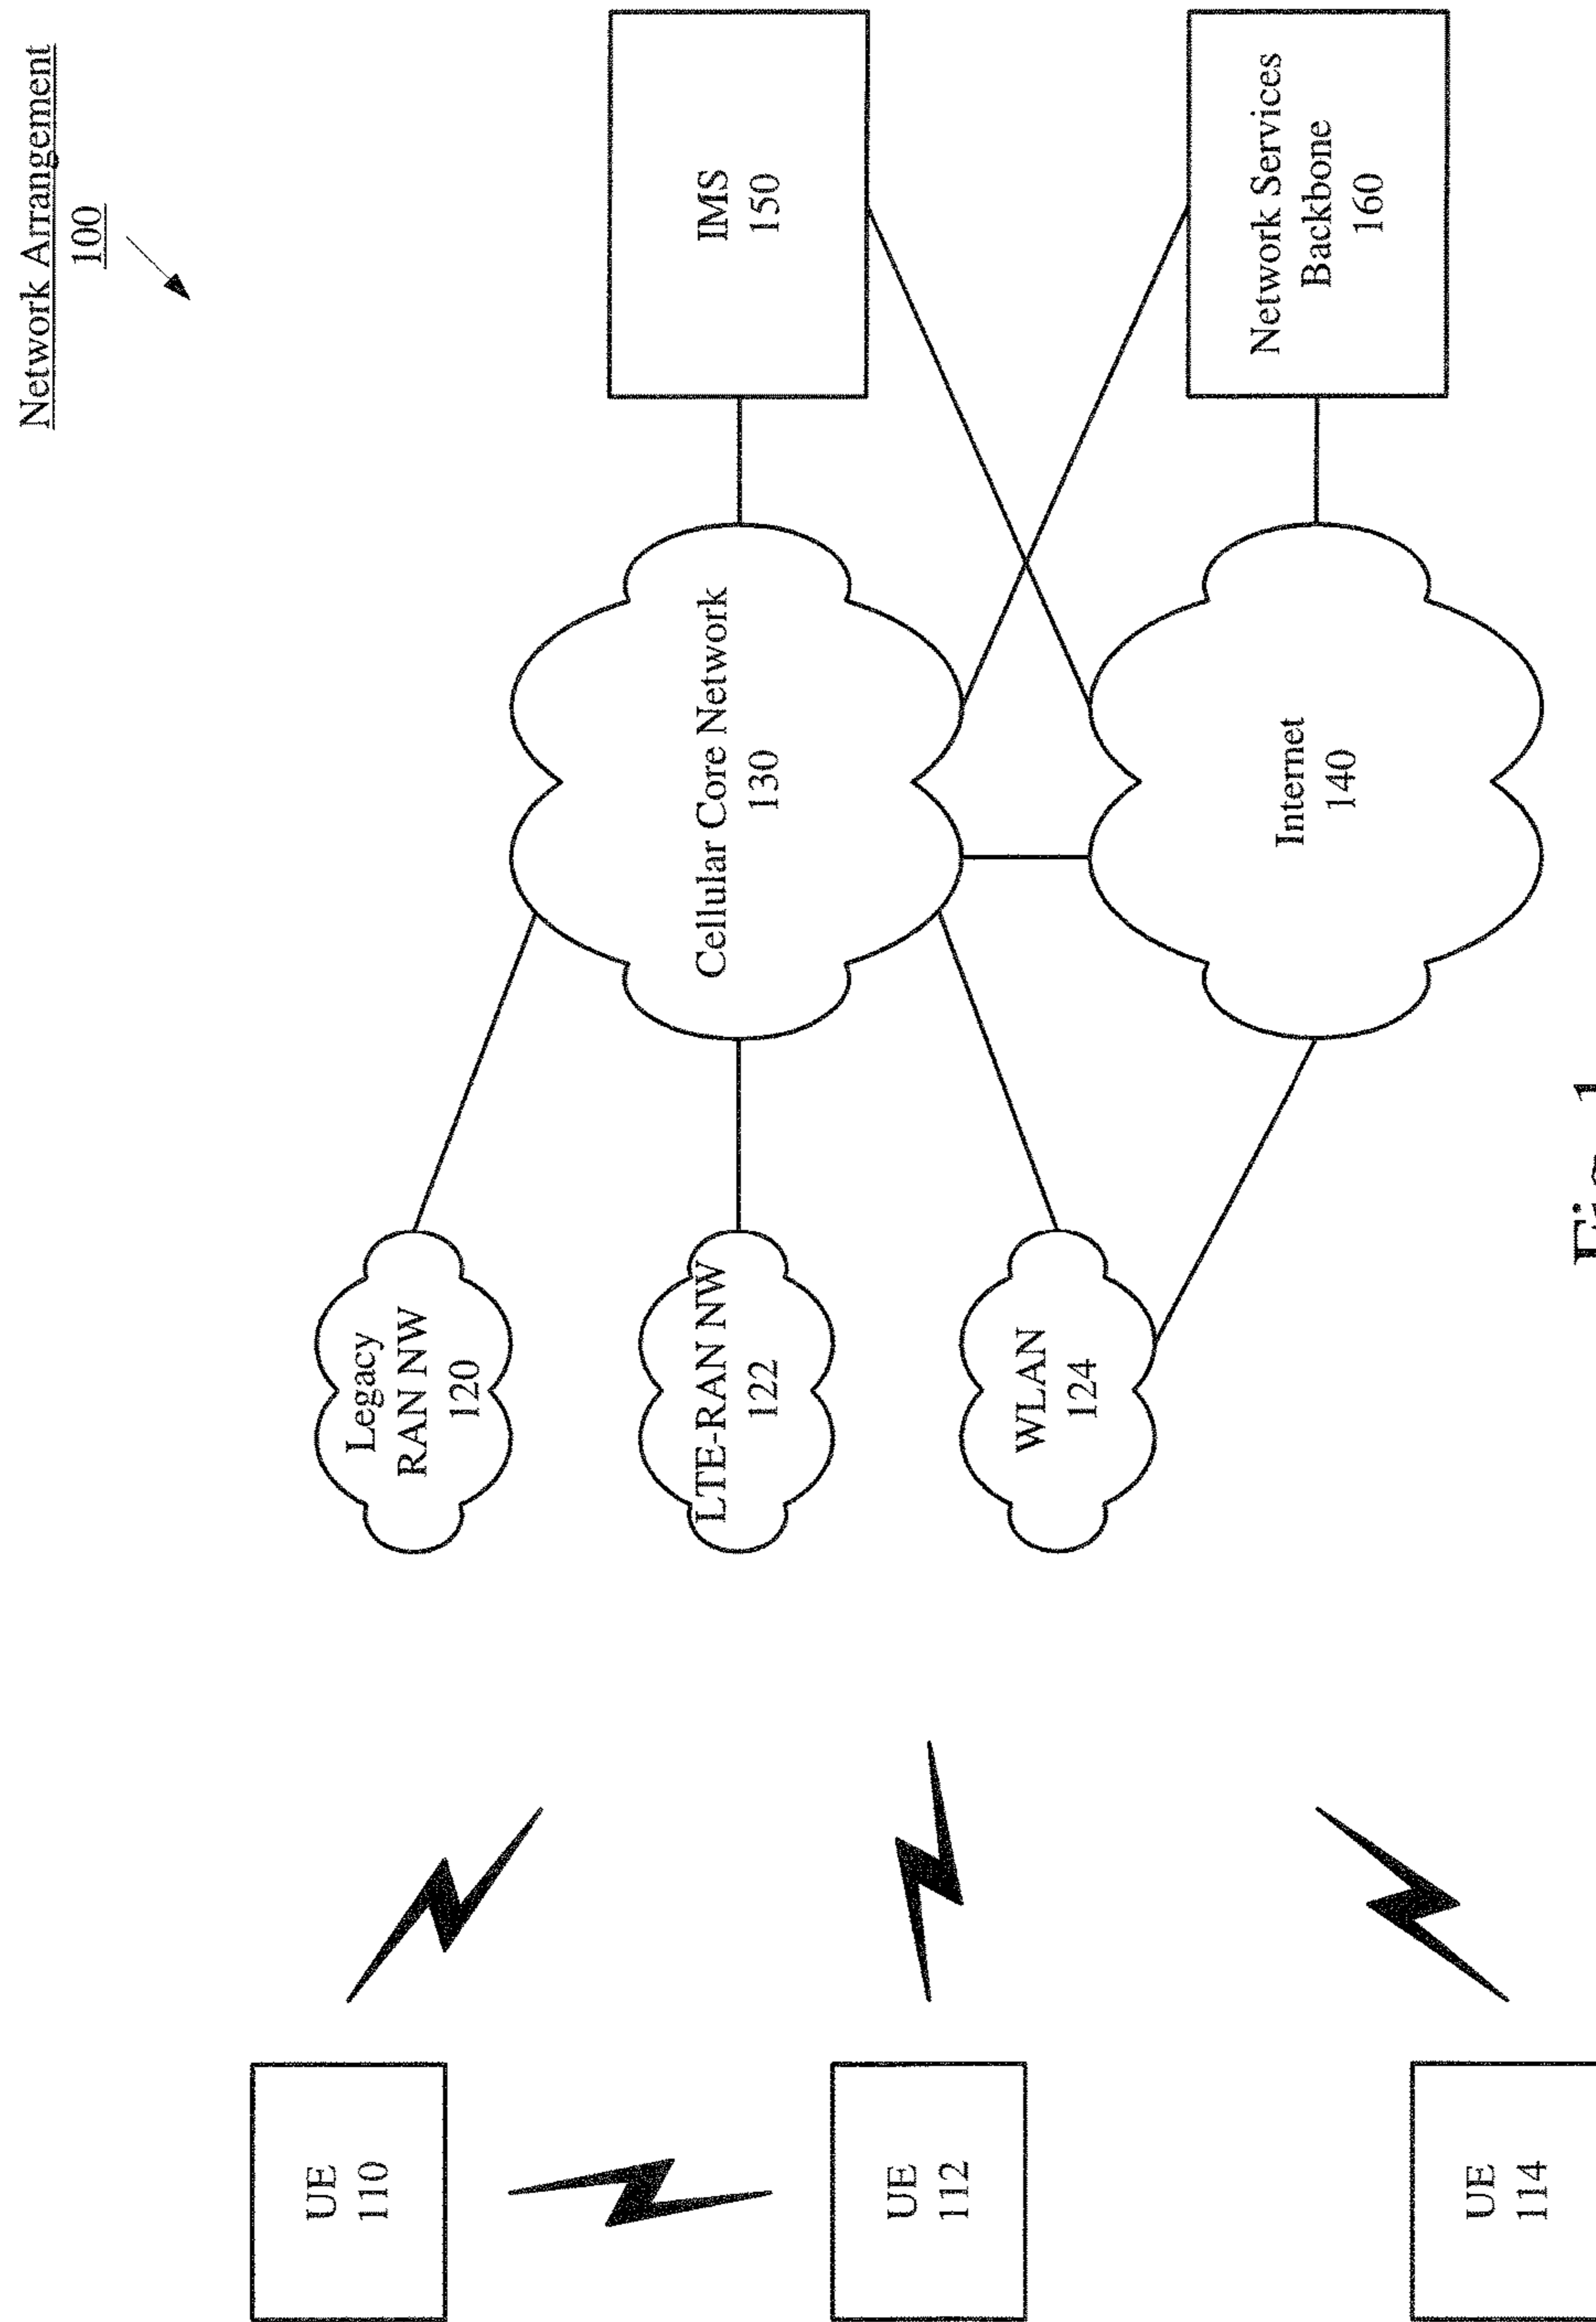 Network Arrangement
100
Legacy
RAN NW
120
LTE-RAN NW
122
WLAN
124
Cellular Core Network
130
Internet
140
IMS
150
Network Services
Backbone
160
UE
110
UE
112
UE
114